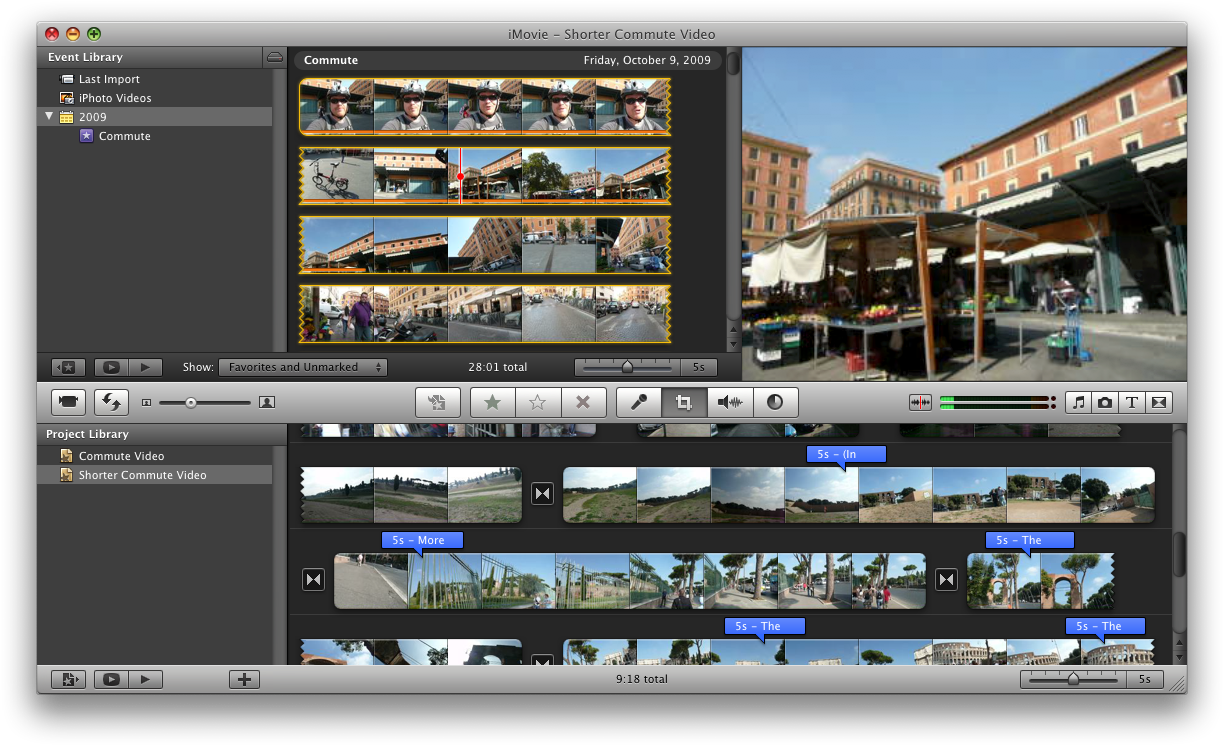 iMovie – Shorter Commute Video
Event Library
Last Import
iPhoto Videos
2009
Commute
Commute
Friday, October 9, 2009
Show:
Favorites and Unmarked
28:01 total
5s
T
Project Library
Commute Video
Shorter Commute Video
5s – (In
5s – More
5s – The
5s – The
5s – The
9:18 total
5s